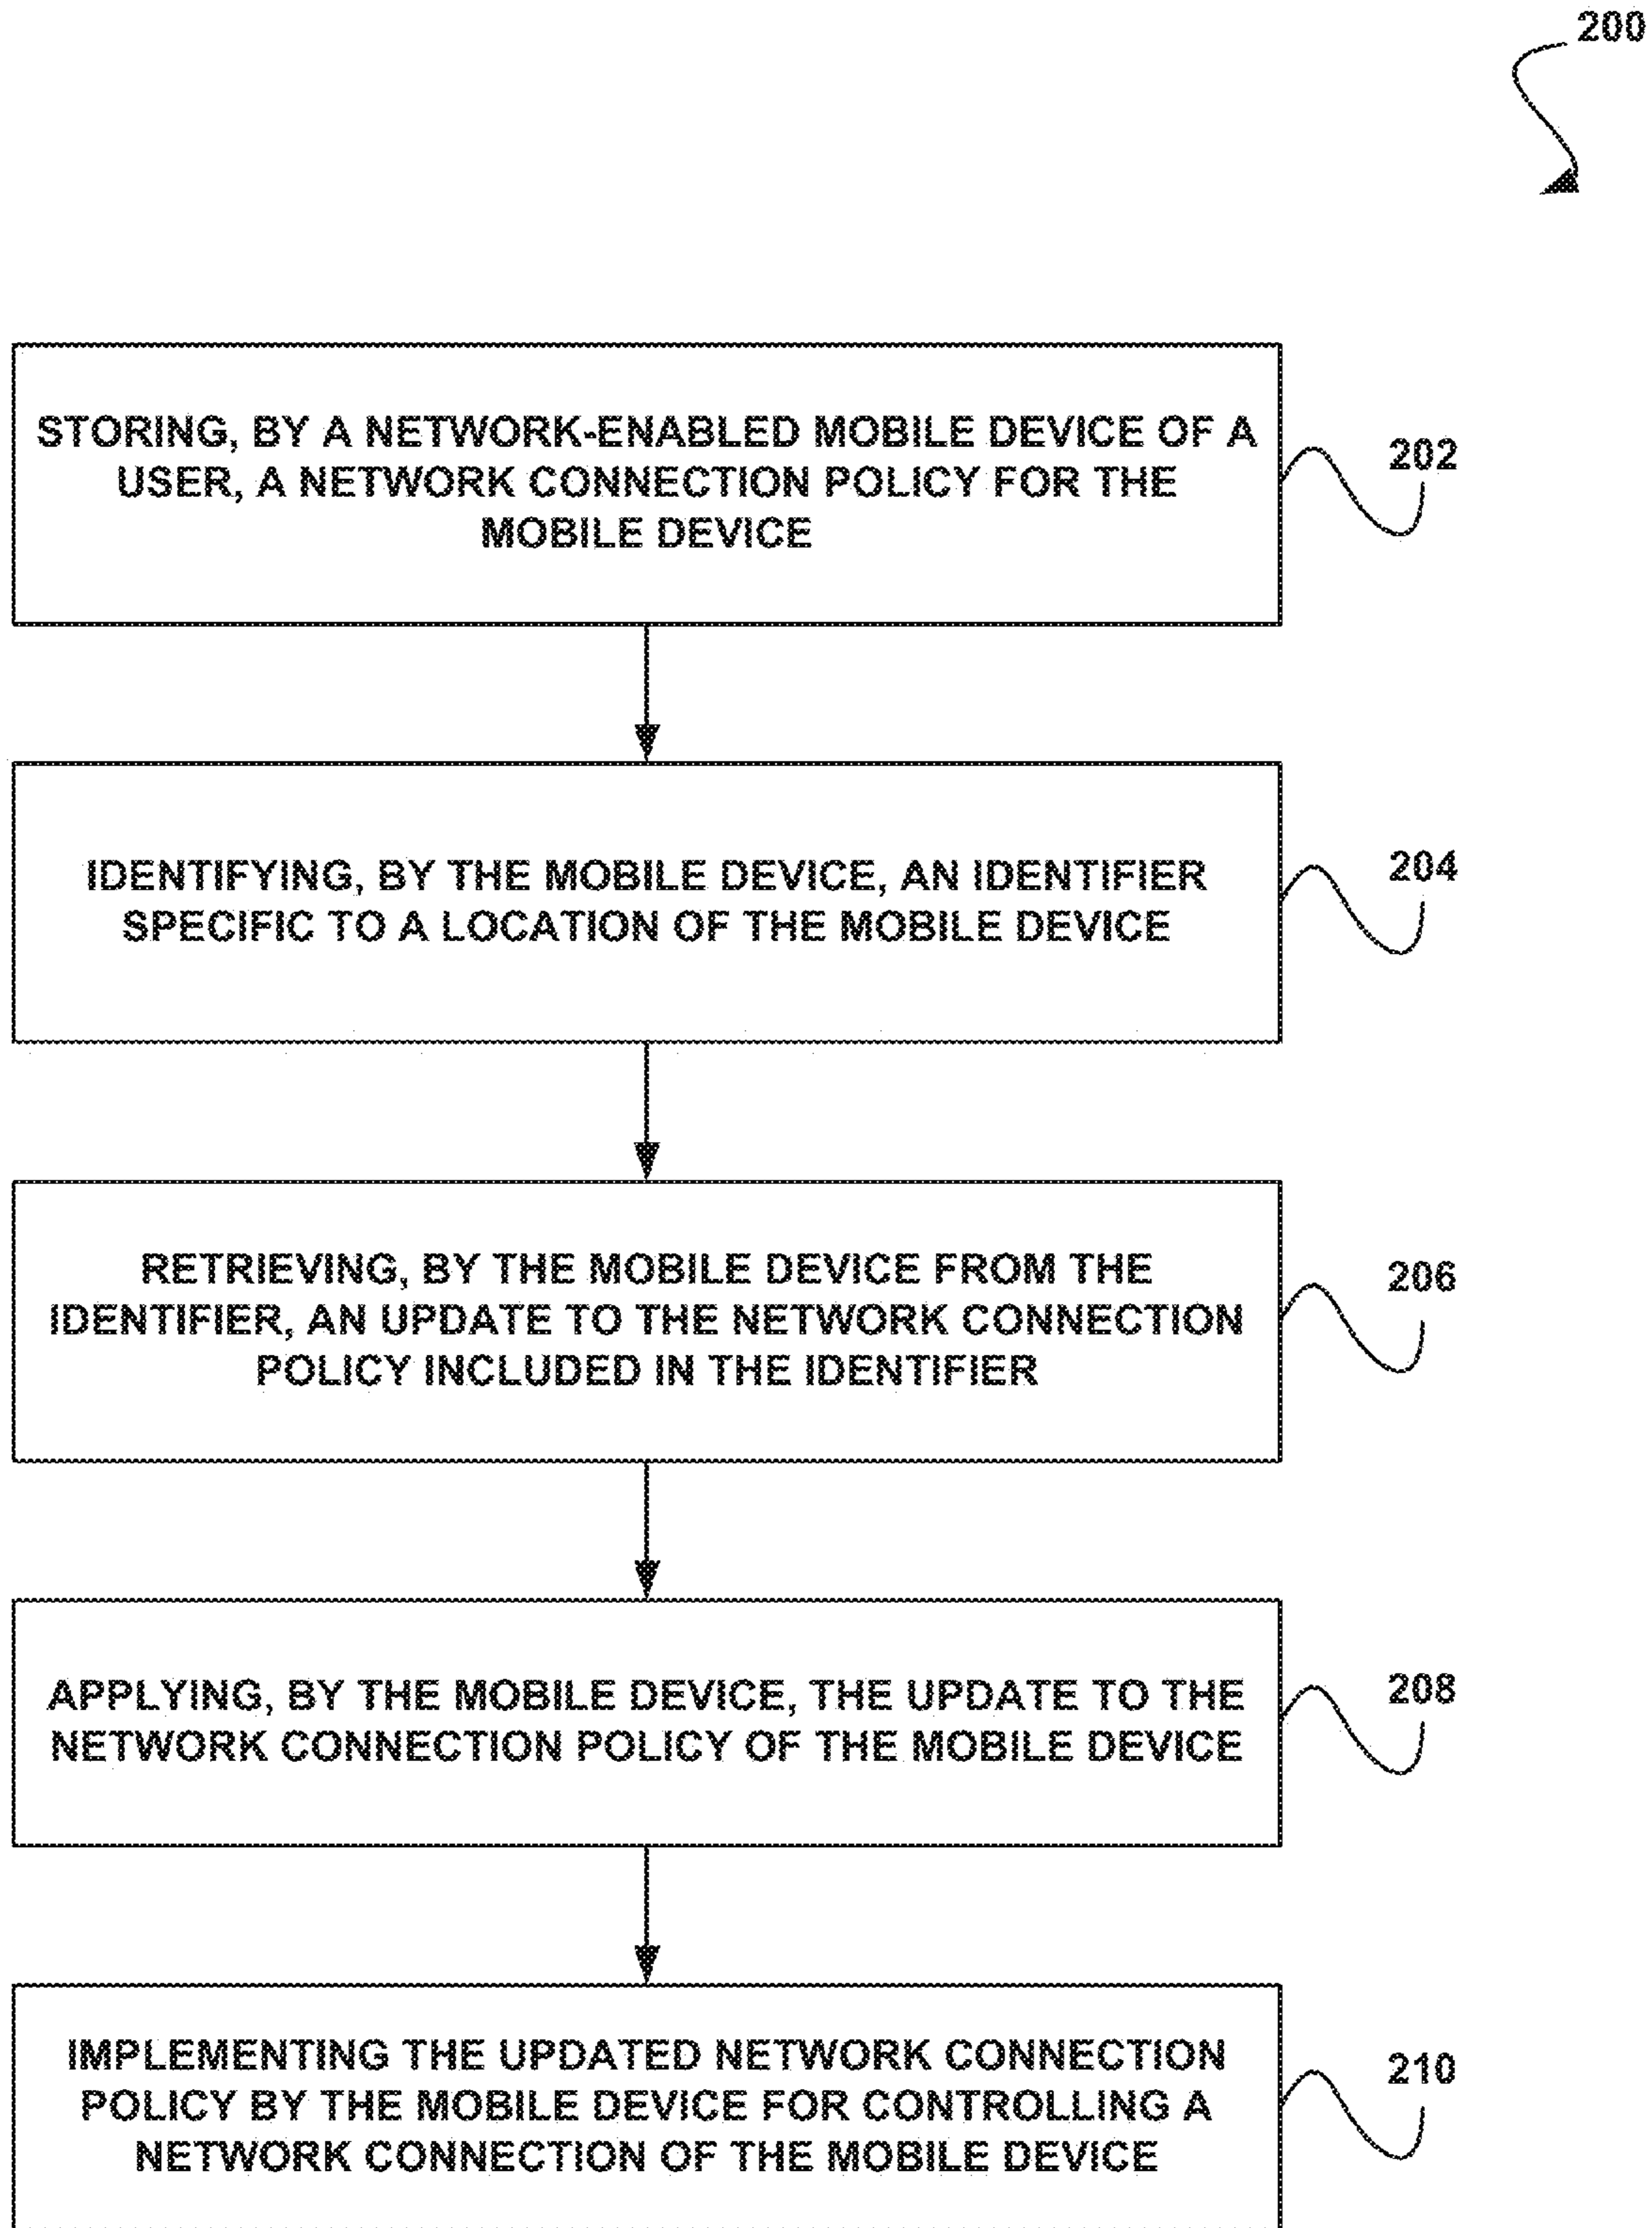 200
STORING, BY A NETWORK-ENABLED MOBILE DEVICE OF A
USER, A NETWORK CONNECTION POLICY FOR THE
MOBILE DEVICE
202
IDENTIFYING, BY THE MOBILE DEVICE, AN IDENTIFIER
SPECIFIC TO A LOCATION OF THE MOBILE DEVICE
204
RETRIEVING, BY THE MOBILE DEVICE FROM THE
IDENTIFIER, AN UPDATE TO THE NETWORK CONNECTION
POLICY INCLUDED IN THE IDENTIFIER
206
APPLYING, BY THE MOBILE DEVICE, THE UPDATE TO THE
NETWORK CONNECTION POLICY OF THE MOBILE DEVICE
208
IMPLEMENTING THE UPDATED NETWORK CONNECTION
POLICY BY THE MOBILE DEVICE FOR CONTROLLING A
NETWORK CONNECTION OF THE MOBILE DEVICE
210